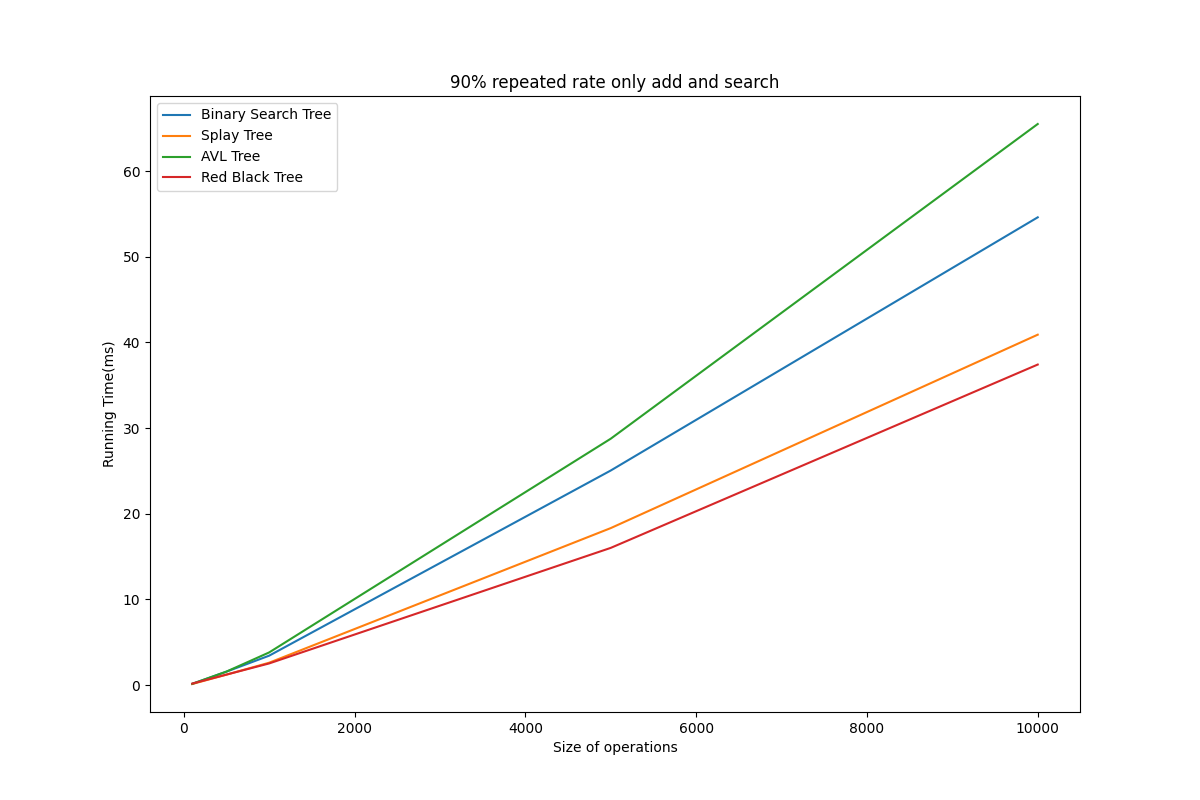 90% repeated rate only add and search
Binary Search Tree
Splay Tree
AVL Tree
Red Black Tree
60
50
40
30
20
10
0
Running Time(ms)
0 2000 4000 6000 8000 10000
Size of operations